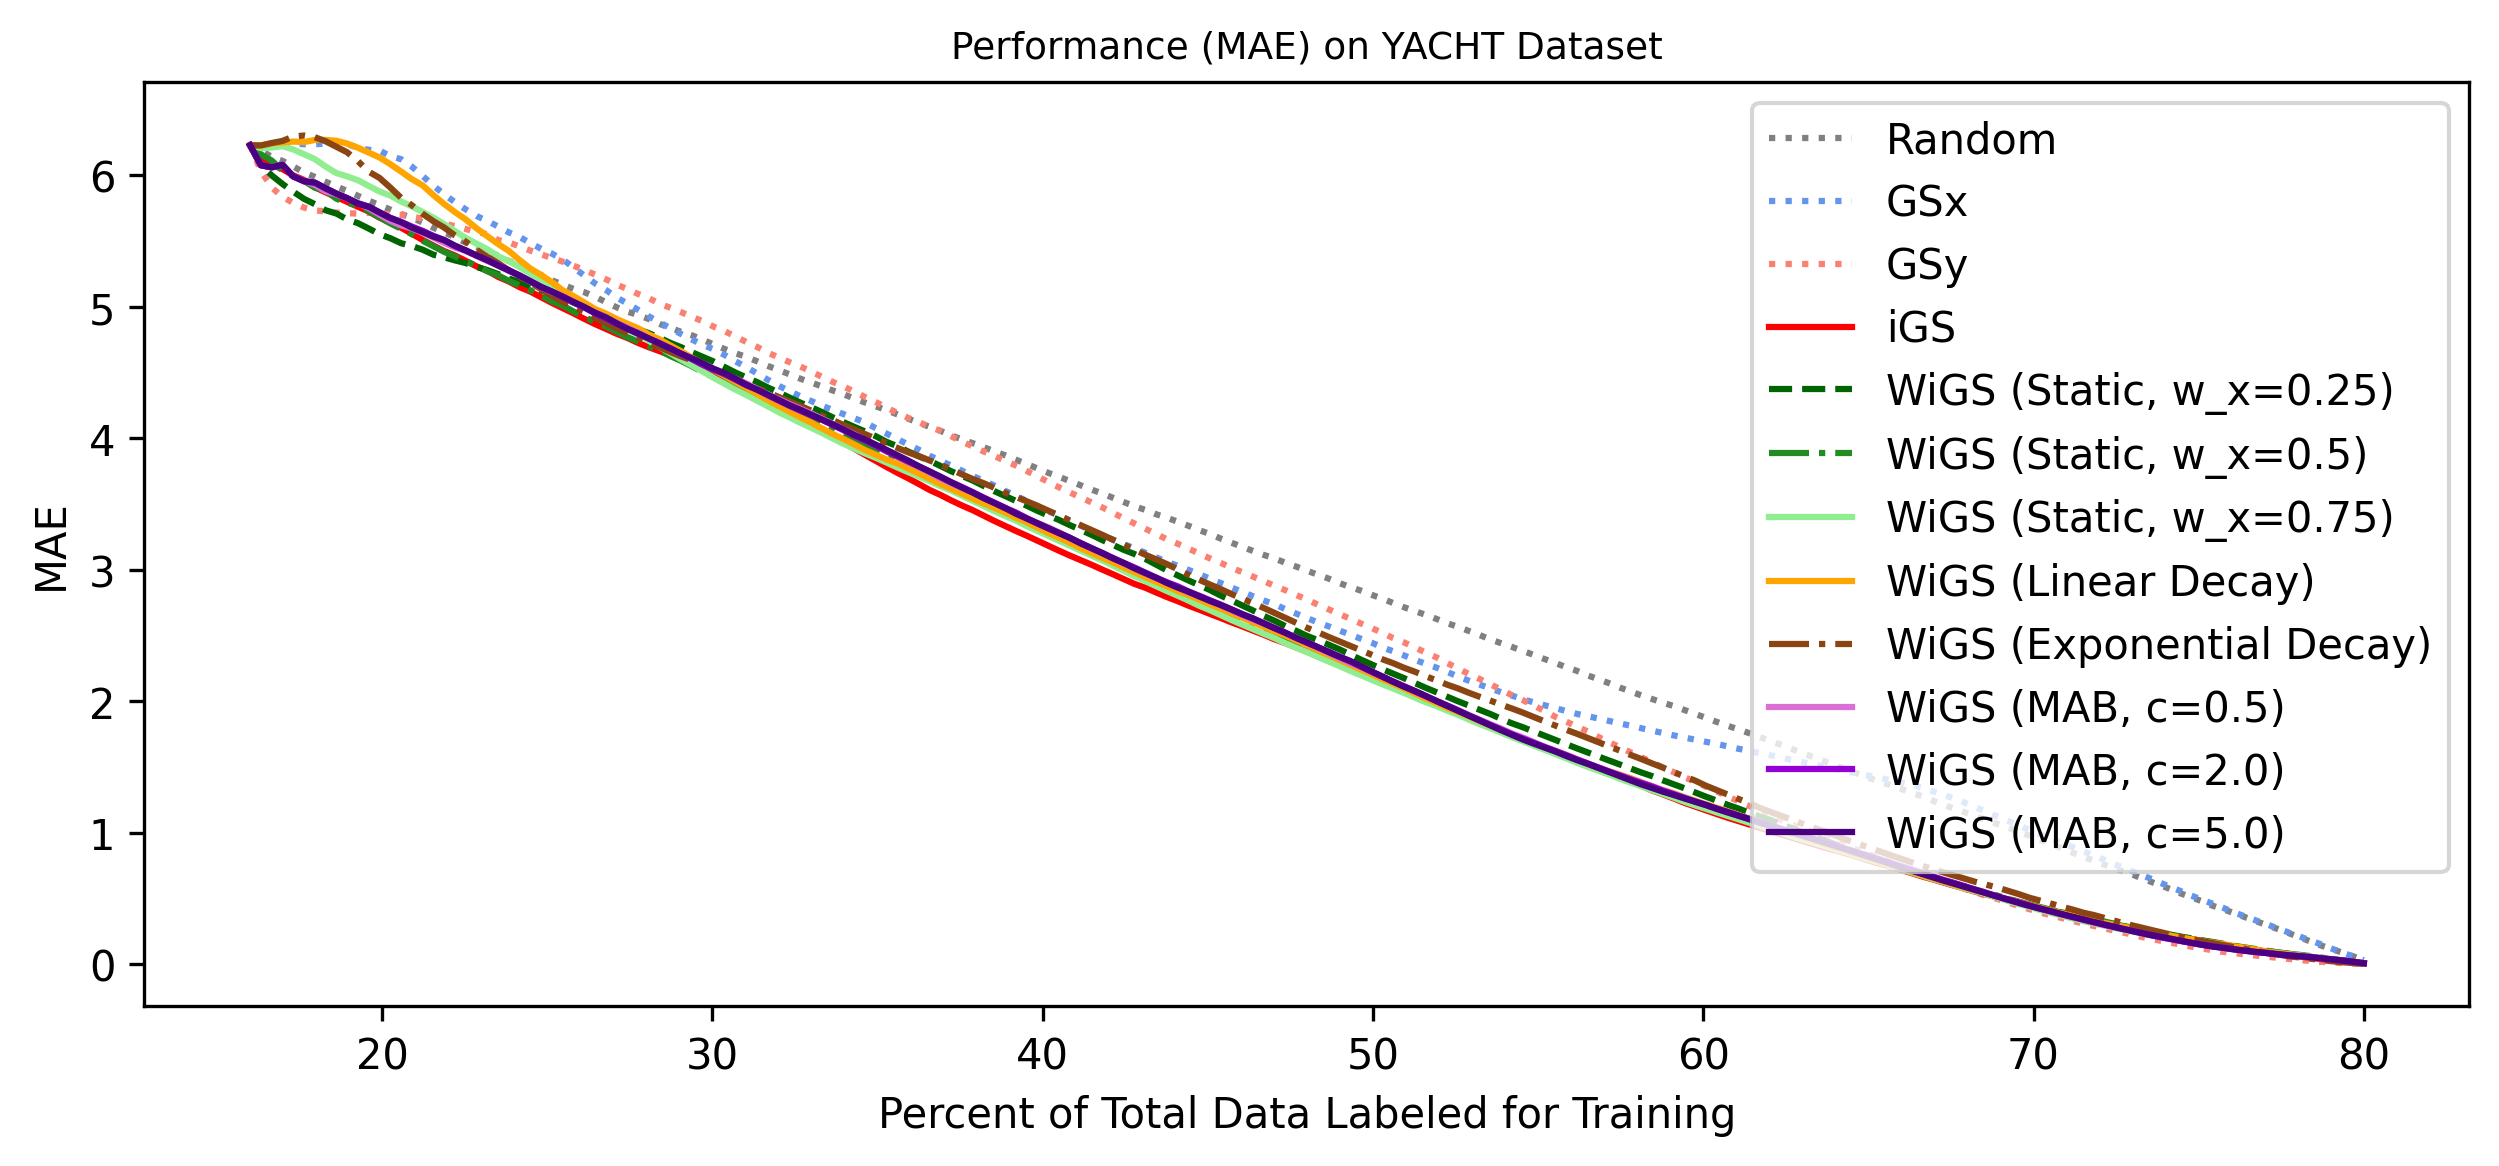 Performance (MAE) on YACHT Dataset
MAE
6
5
4
3
2
1
0
20 30 40 50 60 70 80
Percent of Total Data Labeled for Training
Random
GSx
GSy
iGS
WiGS (Static, w_x=0.25)
WiGS (Static, w_x=0.5)
WiGS (Static, w_x=0.75)
WiGS (Linear Decay)
WiGS (Exponential Decay)
WiGS (MAB, c=0.5)
WiGS (MAB, c=2.0)
WiGS (MAB, c=5.0)